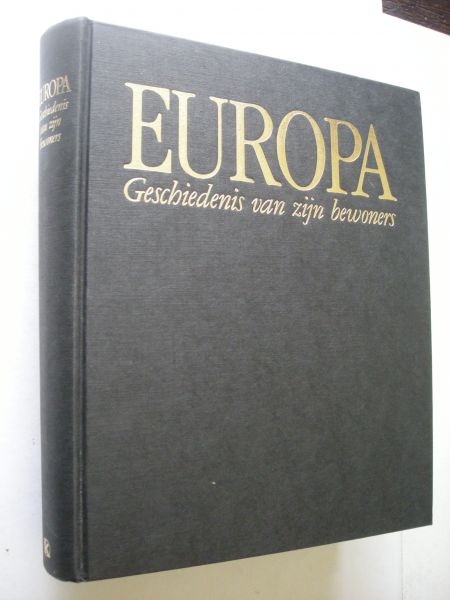 EUROPA
Geschiedenis
van zijn
bewoners
EUROPA
Geschiedenis van zijn bewoners